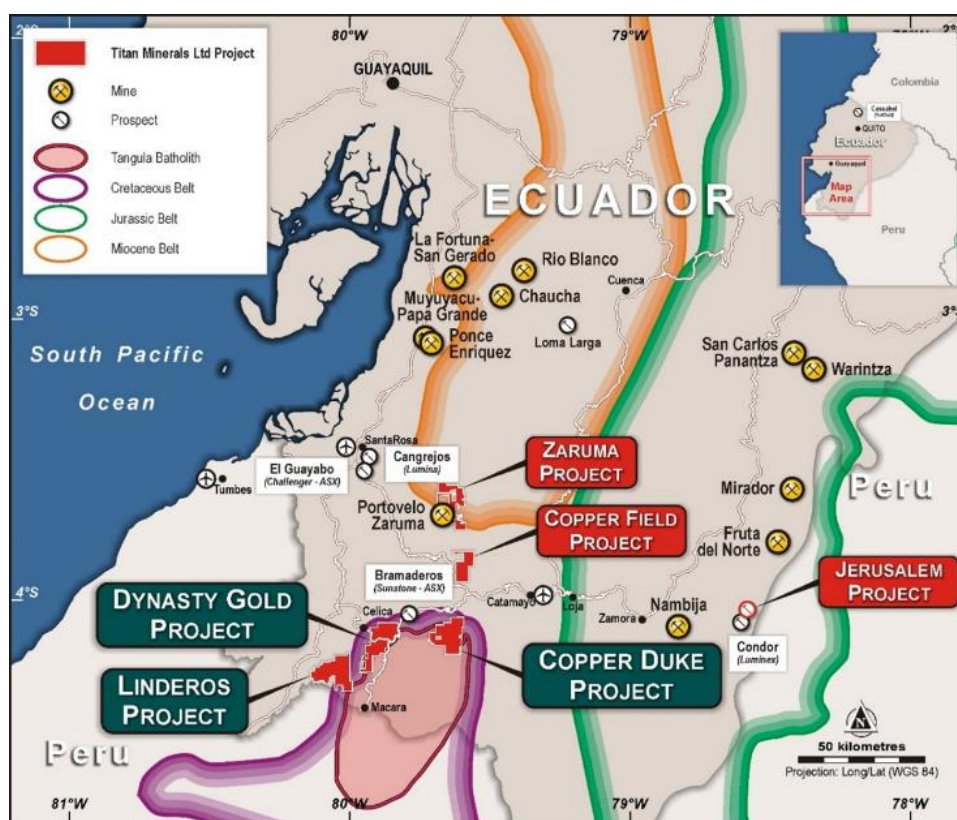 80°W
79°W
2°S
Titan Minerals Ltd Project
Mine
Prospect
Tangula Batholith
Cretaceous Belt
Jurassic Belt
Miocene Belt
GUAYAQUIL
Colombia
Cascabel
QUITO
Ecuador
Guayaquil
Map
Area
Peru
ECUADOR
La Fortuna-
San Gerado
Rio Blanco
Chaucha
Cuenca
Muyuyacu-
Papa Grande
Ponce
Enriquez
Loma Larga
3°S
3°S
San Carlos
Panantza
Warintza
South Pacific
Ocean
SantaRosa
El Guayabo
(Challenger - ASX)
Cangrejos
(Lumina)
ZARUMA
PROJECT
Tumbes
Portovelo
Zaruma
COPPER FIELD
PROJECT
Mirador
Peru
Fruta
del Norte
Bramaderos
(Sunstone - ASX)
JERUSALEM
PROJECT
4°S
DYNASTY GOLD
PROJECT
Celica
Catamayo
Loja
Zamora
Nambija
Condor
(Luminex)
LINDEROS
PROJECT
COPPER DUKE
PROJECT
Macara
Peru
N
50 kilometres
Projection: Long/Lat (WGS 84)
81°W
80°W
79°W
78°W